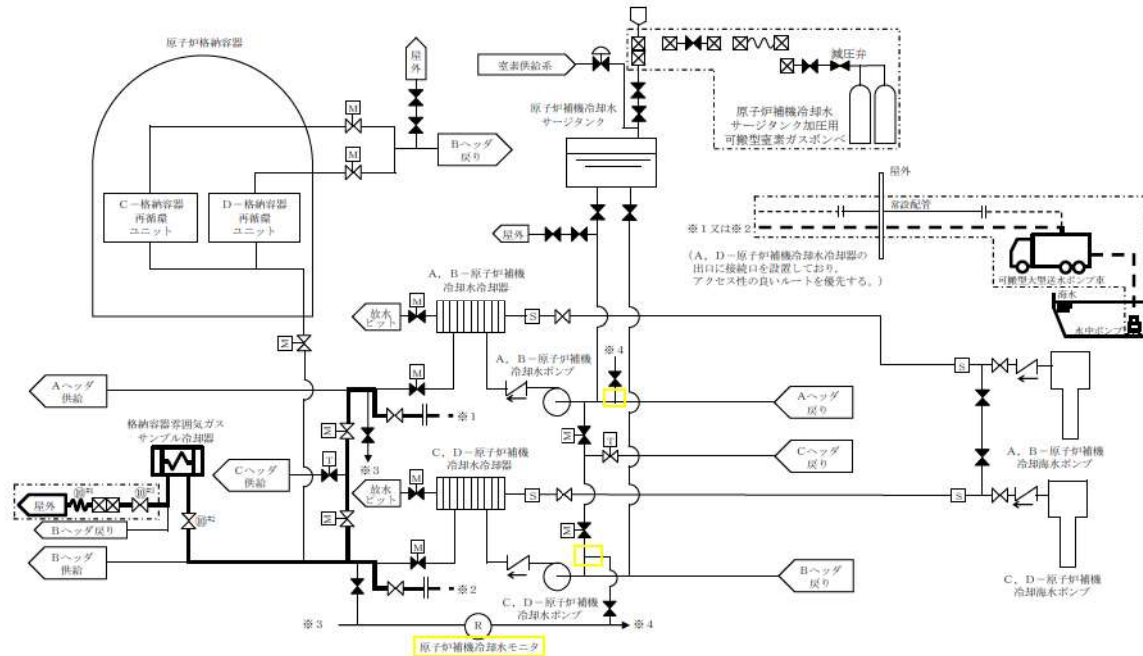 原子炉格納容器
屋外
窒素供給系
減圧弁
原子炉補機冷却水
サージタンク
原子炉補機冷却水
サージタンク加圧用
可搬型窒素ガスボンベ
M
M
Bヘッダ
戻り
C-格納容器
再循環
ユニット
D-格納容器
再循環
ユニット
屋外
屋外
常設配管
※1又は※2
(A,D-原子炉補機冷却水冷却器の
出口に接続口を設置しており,
アクセス性の良いルートを優先する。)
可搬型大型送水ポンプ車
海水
水中ポンプ
A,B-原子炉補機
冷却水冷却器
放水
ピット
M
S
※4
M
A,B-原子炉補機
冷却水ポンプ
S
Aヘッダ
供給
M
※1
Aヘッダ
戻り
格納容器雰囲気ガス
サンプル冷却器
M
※3
M
T
Cヘッダ
戻り
A,B-原子炉補機
冷却海水ポンプ
C,D-原子炉補機
冷却水冷却器
Cヘッダ
供給
T
放水
ピット
M
S
S
屋外
M
M
Bヘッダ戻り
Bヘッダ
供給
M
※2
Bヘッダ
戻り
C,D-原子炉補機
冷却水ポンプ
C,D-原子炉補機
冷却海水ポンプ
※3
R
※4
原子炉補機冷却水モニタ